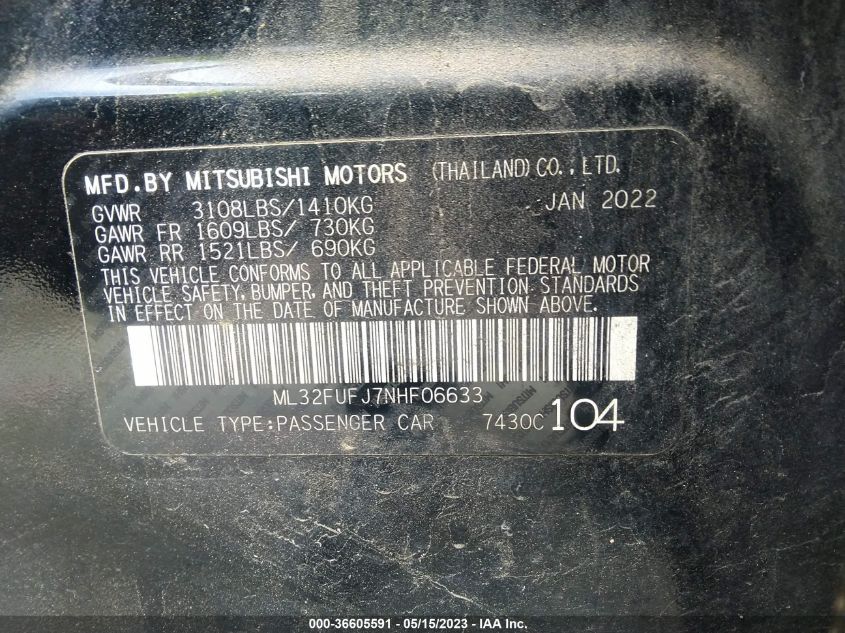 MFD.BY MITSUBISHI MOTORS (THAILAND) CO.,LTD.
GVWR 3108LBS/1410KG JAN 2022
GAWR FR 1609LBS/ 730KG
GAWR RR 1521LBS/ 690KG
THIS VEHICLE CONFORMS TO ALL APPLICABLE FEDERAL MOTOR
VEHICLE SAFETY, BUMPER, AND THEFT PREVENTION STANDARDS
IN EFFECT ON THE DATE OF MANUFACTURE SHOWN ABOVE.
ML32FUFJ7NHF06633
VEHICLE TYPE:PASSENGER CAR 7430C 104
000-36605591 - 05/15/2023 - IAA Inc.